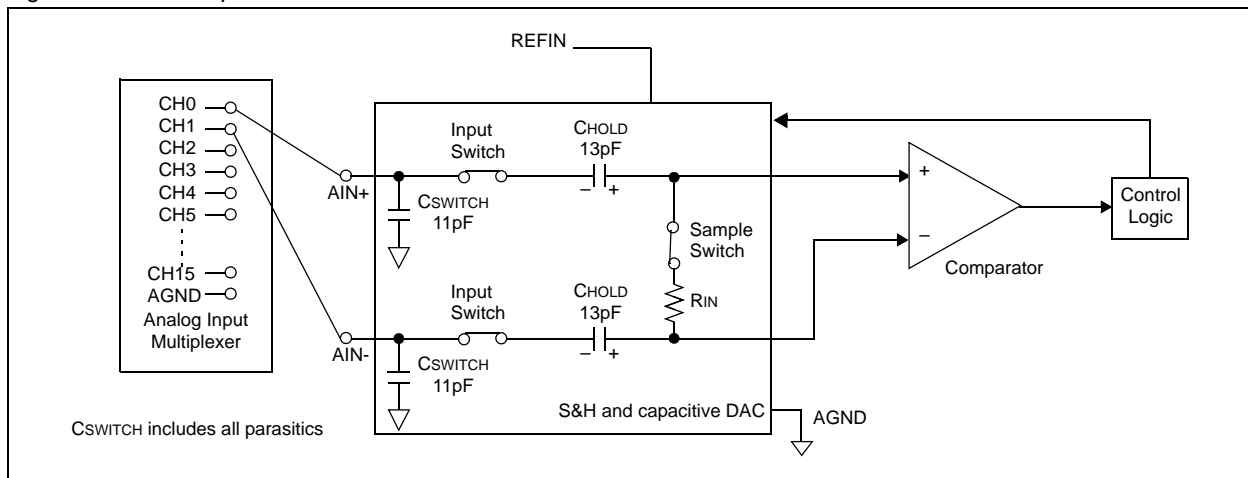 REFIN
CH0
CH1
CH2
CH3
CH4
CH5
CH15
AGND
Analog Input
Multiplexer
AIN+
AIN-
CSWITCH
11pF
Input
Switch
CHOLD
13pF
– +
Sample
Switch
RIN
CSWITCH
11pF
Input
Switch
CHOLD
13pF
– +
S&H and capacitive DAC
AGND
+
–
Comparator
Control
Logic
CSWITCH includes all parasitics